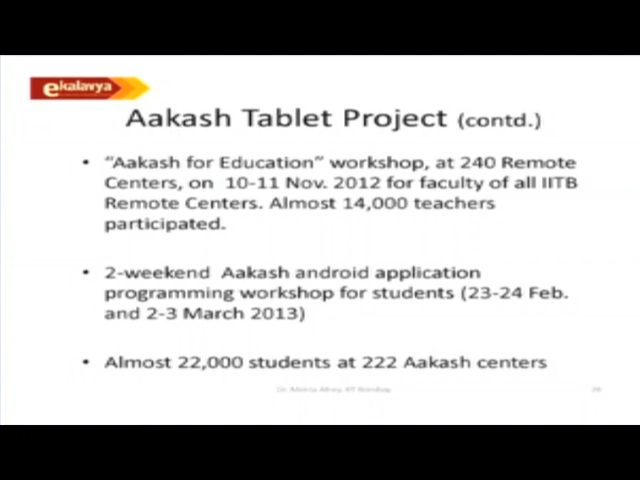 ekalavya
Aakash Tablet Project (contd.)
• “Aakash for Education” workshop, at 240 Remote
Centers, on 10-11 Nov. 2012 for faculty of all IITB
Remote Centers. Almost 14,000 teachers
participated.
• 2-weekend Aakash android application
programming workshop for students (23-24 Feb.
and 2-3 March 2013)
• Almost 22,000 students at 222 Aakash centers